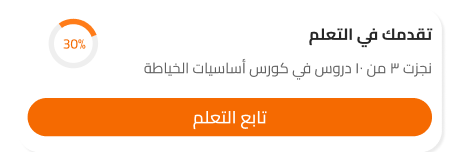 تقدمك في التعلم
30%
نجزت ٣ من ١٠ دروس في كورس أساسيات الخياطة
تابع التعلم